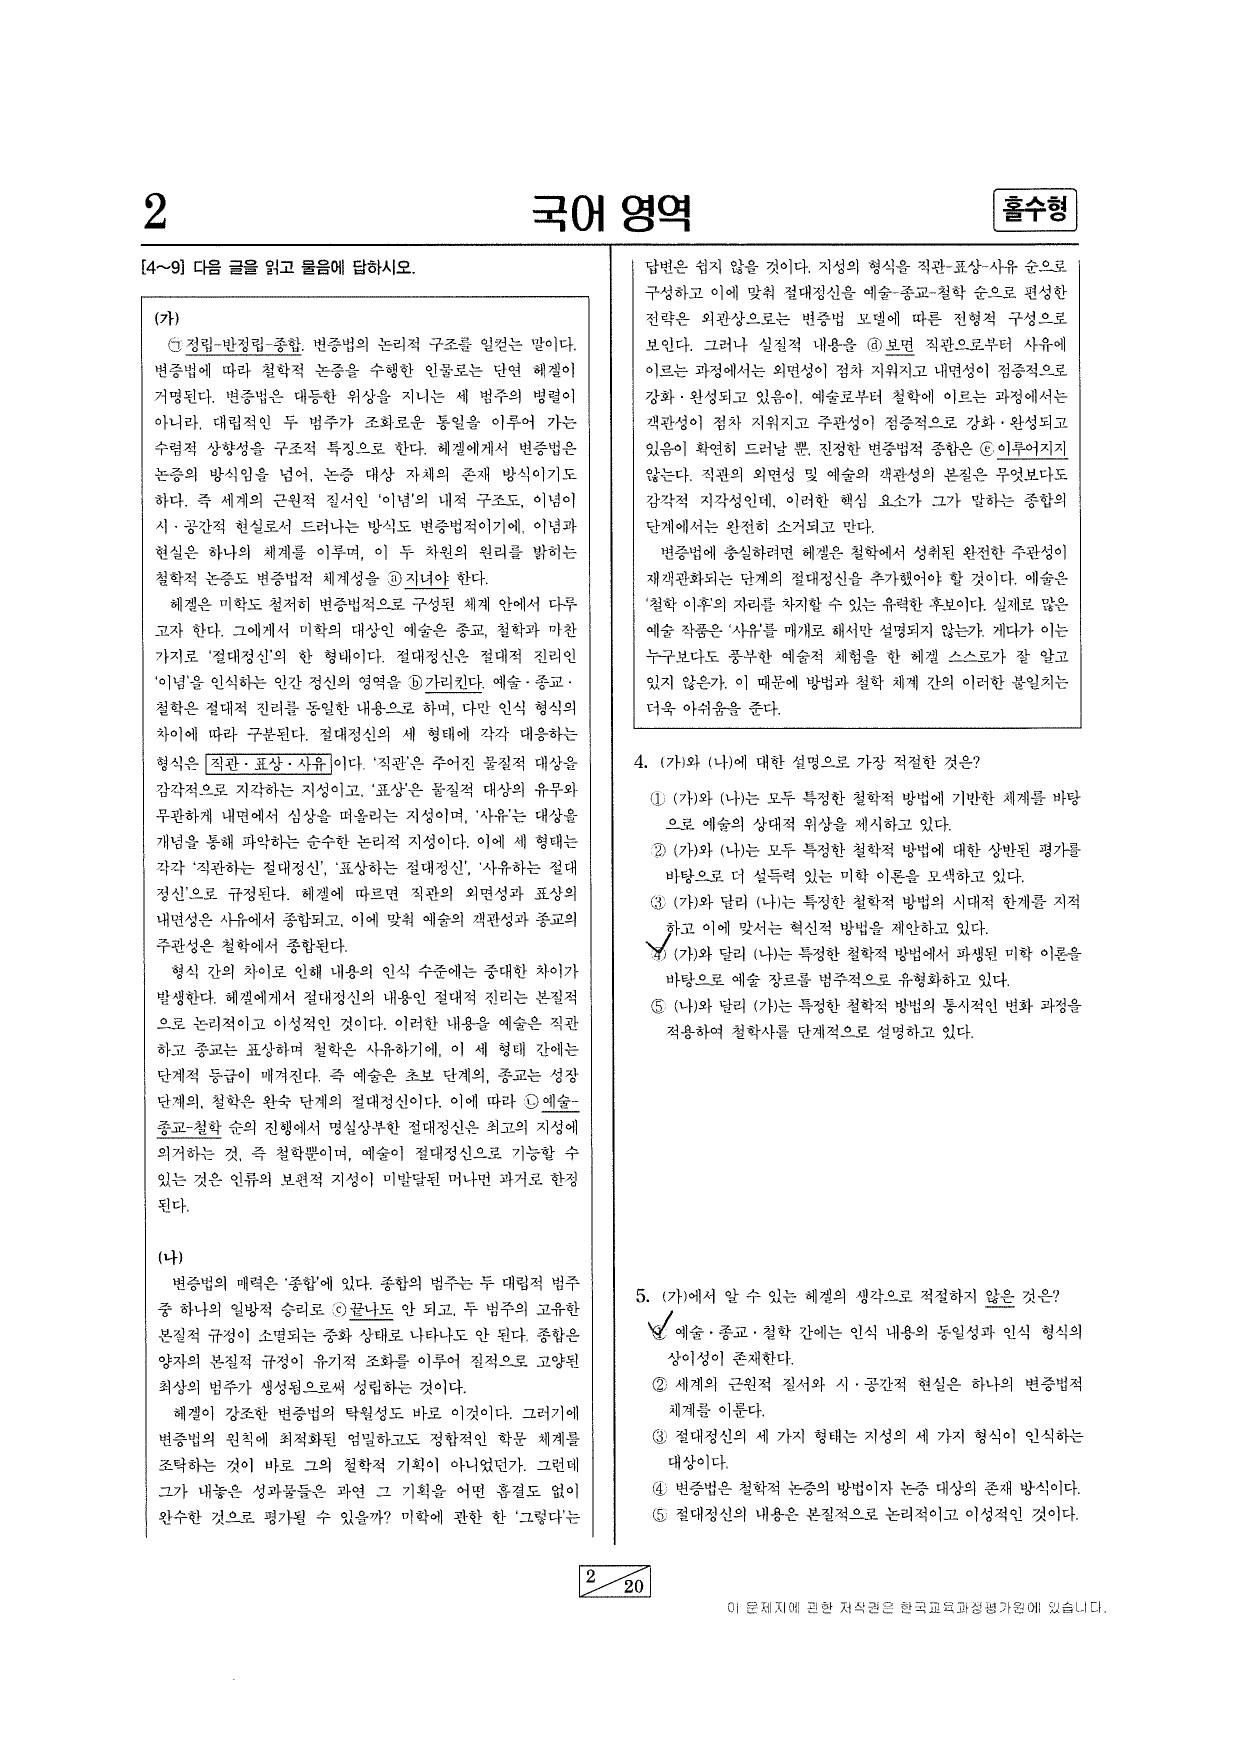 2
국어 영역
홀수형
[4～9] 다음 글을 읽고 물음에 답하시오.
(가)
㉠정립-반정립-종합. 변증법의 논리적 구조를 일컫는 말이다.
변증법에 따라 철학적 논증을 수행한 인물로는 단연 헤겔이
거명된다. 변증법은 대등한 위상을 지니는 세 범주의 병렬이
아니라, 대립적인 두 범주가 조화로운 통일을 이루어 가는
수렴적 상향성을 구조적 특징으로 한다. 헤겔에게서 변증법은
논증의 방식임을 넘어, 논증 대상 자체의 존재 방식이기도
하다. 즉 세계의 근원적 질서인 ‘이념’의 내적 구조도, 이념이
시·공간적 현실로서 드러나는 방식도 변증법적이기에, 이념과
현실은 하나의 체계를 이루며, 이 두 차원의 원리를 밝히는
철학적 논증도 변증법적 체계성을 ⓐ지녀야 한다.
헤겔은 미학도 철저히 변증법적으로 구성된 체계 안에서 다루
고자 한다. 그에게서 미학의 대상인 예술은 종교, 철학과 마찬
가지로 ‘절대정신’의 한 형태이다. 절대정신은 절대적 진리인
‘이념’을 인식하는 인간 정신의 영역을 ⓑ가리킨다. 예술·종교·
철학은 절대적 진리를 동일한 내용으로 하며, 다만 인식 형식의
차이에 따라 구분된다. 절대정신의 세 형태에 각각 대응하는
형식은 직관·표상·사유이다. ‘직관’은 주어진 물질적 대상을
감각적으로 지각하는 지성이고, ‘표상’은 물질적 대상의 유무와
무관하게 내면에서 심상을 떠올리는 지성이며, ‘사유’는 대상을
개념을 통해 파악하는 순수한 논리적 지성이다. 이에 세 형태는
각각 ‘직관하는 절대정신’, ‘표상하는 절대정신’, ‘사유하는 절대
정신’으로 규정된다. 헤겔에 따르면 직관의 외면성과 표상의
내면성은 사유에서 종합되고, 이에 맞춰 예술의 객관성과 종교의
주관성은 철학에서 종합된다.
형식 간의 차이로 인해 내용의 인식 수준에는 중대한 차이가
발생한다. 헤겔에게서 절대정신의 내용인 절대적 진리는 본질적
으로 논리적이고 이성적인 것이다. 이러한 내용을 예술은 직관
하고 종교는 표상하며 철학은 사유하기에, 이 세 형태 간에는
단계적 등급이 매겨진다. 즉 예술은 초보 단계의, 종교는 성장
단계의, 철학은 완숙 단계의 절대정신이다. 이에 따라 ㉡예술-
종교-철학 순의 진행에서 명실상부한 절대정신은 최고의 지성에
의거하는 것, 즉 철학뿐이며, 예술이 절대정신으로 기능할 수
있는 것은 인류의 보편적 지성이 미발달된 머나먼 과거로 한정
된다.
(나)
변증법의 매력은 ‘종합’에 있다. 종합의 범주는 두 대립적 범주
중 하나의 일방적 승리로 ⓒ끝나도 안 되고, 두 범주의 고유한
본질적 규정이 소멸되는 중화 상태로 나타나도 안 된다. 종합은
양자의 본질적 규정이 유기적 조화를 이루어 질적으로 고양된
최상의 범주가 생성됨으로써 성립하는 것이다.
헤겔이 강조한 변증법의 탁월성도 바로 이것이다. 그러기에
변증법의 원칙에 최적화된 엄밀하고도 정합적인 학문 체계를
조탁하는 것이 바로 그의 철학적 기획이 아니었던가. 그런데
그가 내놓은 성과물들은 과연 그 기획을 어떤 흠결도 없이
완수한 것으로 평가될 수 있을까? 미학에 관한 한 ‘그렇다’는
답변은 쉽지 않을 것이다. 지성의 형식을 직관-표상-사유 순으로
구성하고 이에 맞춰 절대정신을 예술-종교-철학 순으로 편성한
전략은 외관상으로는 변증법 모델에 따른 전형적 구성으로
보인다. 그러나 실질적 내용을 ⓓ보면 직관으로부터 사유에
이르는 과정에서는 외면성이 점차 지워지고 내면성이 점증적으로
강화·완성되고 있음이, 예술로부터 철학에 이르는 과정에서는
객관성이 점차 지워지고 주관성이 점증적으로 강화·완성되고
있음이 확연히 드러날 뿐, 진정한 변증법적 종합은 ⓔ이루어지지
않는다. 직관의 외면성 및 예술의 객관성의 본질은 무엇보다도
감각적 지각성인데, 이러한 핵심 요소가 그가 말하는 종합의
단계에서는 완전히 소거되고 만다.
변증법에 충실하려면 헤겔은 철학에서 성취된 완전한 주관성이
재객관화되는 단계의 절대정신을 추가했어야 할 것이다. 예술은
‘철학 이후’의 자리를 차지할 수 있는 유력한 후보이다. 실제로 많은
예술 작품은 ‘사유’를 매개로 해서만 설명되지 않는가. 게다가 이는
누구보다도 풍부한 예술적 체험을 한 헤겔 스스로가 잘 알고
있지 않은가. 이 때문에 방법과 철학 체계 간의 이러한 불일치는
더욱 아쉬움을 준다.
4. (가)와 (나)에 대한 설명으로 가장 적절한 것은?
① (가)와 (나)는 모두 특정한 철학적 방법에 기반한 체계를 바탕
으로 예술의 상대적 위상을 제시하고 있다.
② (가)와 (나)는 모두 특정한 철학적 방법에 대한 상반된 평가를
바탕으로 더 설득력 있는 미학 이론을 모색하고 있다.
③ (가)와 달리 (나)는 특정한 철학적 방법의 시대적 한계를 지적
하고 이에 맞서는 혁신적 방법을 제안하고 있다.
④ (가)와 달리 (나)는 특정한 철학적 방법에서 파생된 미학 이론을
바탕으로 예술 장르를 범주적으로 유형화하고 있다.
⑤ (나)와 달리 (가)는 특정한 철학적 방법의 통시적인 변화 과정을
적용하여 철학사를 단계적으로 설명하고 있다.
5. (가)에서 알 수 있는 헤겔의 생각으로 적절하지 않은 것은?
① 예술·종교·철학 간에는 인식 내용의 동일성과 인식 형식의
상이성이 존재한다.
② 세계의 근원적 질서와 시·공간적 현실은 하나의 변증법적
체계를 이룬다.
③ 절대정신의 세 가지 형태는 지성의 세 가지 형식이 인식하는
대상이다.
④ 변증법은 철학적 논증의 방법이자 논증 대상의 존재 방식이다.
⑤ 절대정신의 내용은 본질적으로 논리적이고 이성적인 것이다.
2
20
이 문제지에 관한 저작권은 한국교육과정평가원에 있습니다.